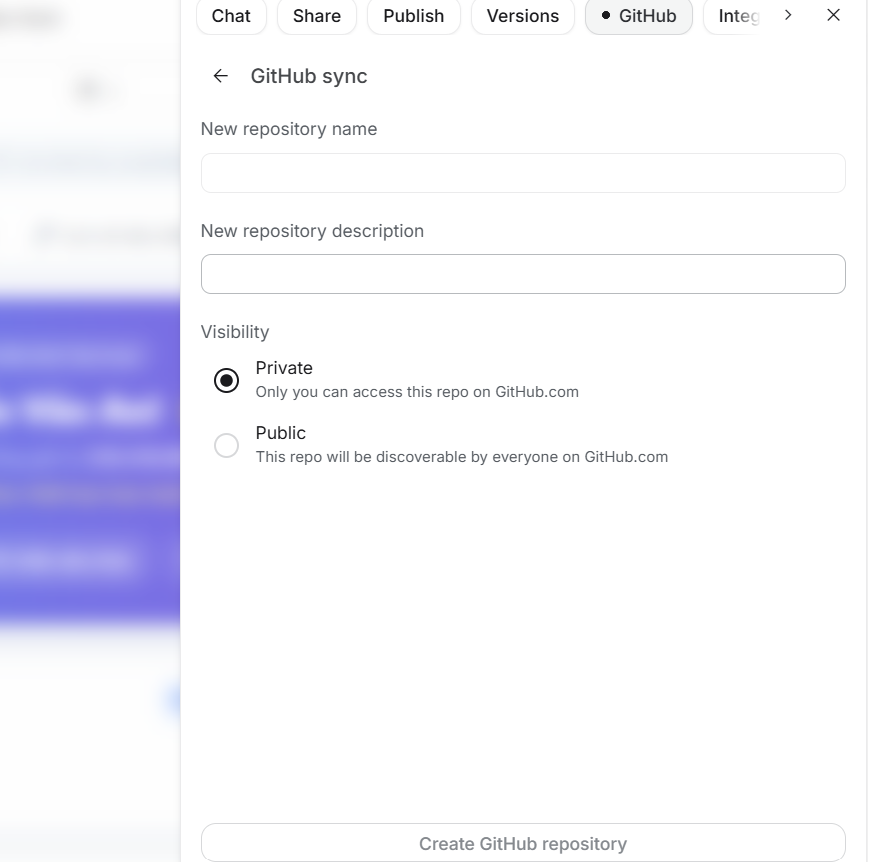 Chat
Share
Publish
Versions
GitHub
GitHub sync
New repository name
New repository description
Visibility
Private
Only you can access this repo on GitHub.com
Public
This repo will be discoverable by everyone on GitHub.com
Create GitHub repository